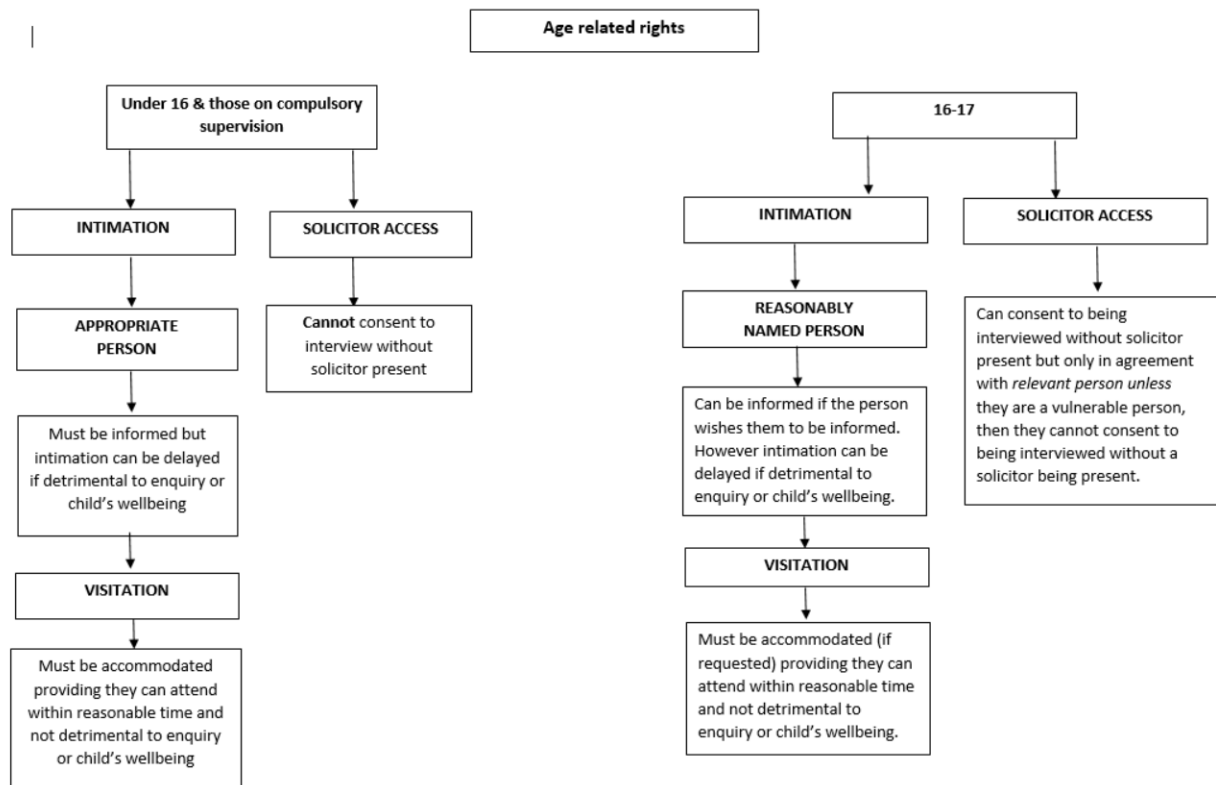 Age related rights
Under 16 & those on compulsory
supervision
INTIMATION
SOLICITOR ACCESS
APPROPRIATE
PERSON
Cannot consent to
interview without
solicitor present
Must be informed but
intimation can be delayed
if detrimental to enquiry or
child's wellbeing
VISITATION
Must be accommodated
providing they can attend
within reasonable time and
not detrimental to enquiry
or child's wellbeing
16-17
INTIMATION
SOLICITOR ACCESS
REASONABLY
NAMED PERSON
Can consent to being
interviewed without solicitor
present but only in agreement
with relevant person unless
they are a vulnerable person,
then they cannot consent to
being interviewed without a
solicitor being present.
Can be informed if the person
wishes them to be informed.
However intimation can be
delayed if detrimental to
enquiry or child's wellbeing.
VISITATION
Must be accommodated (if
requested) providing they can
attend within reasonable time
and not detrimental to
enquiry or child's wellbeing.